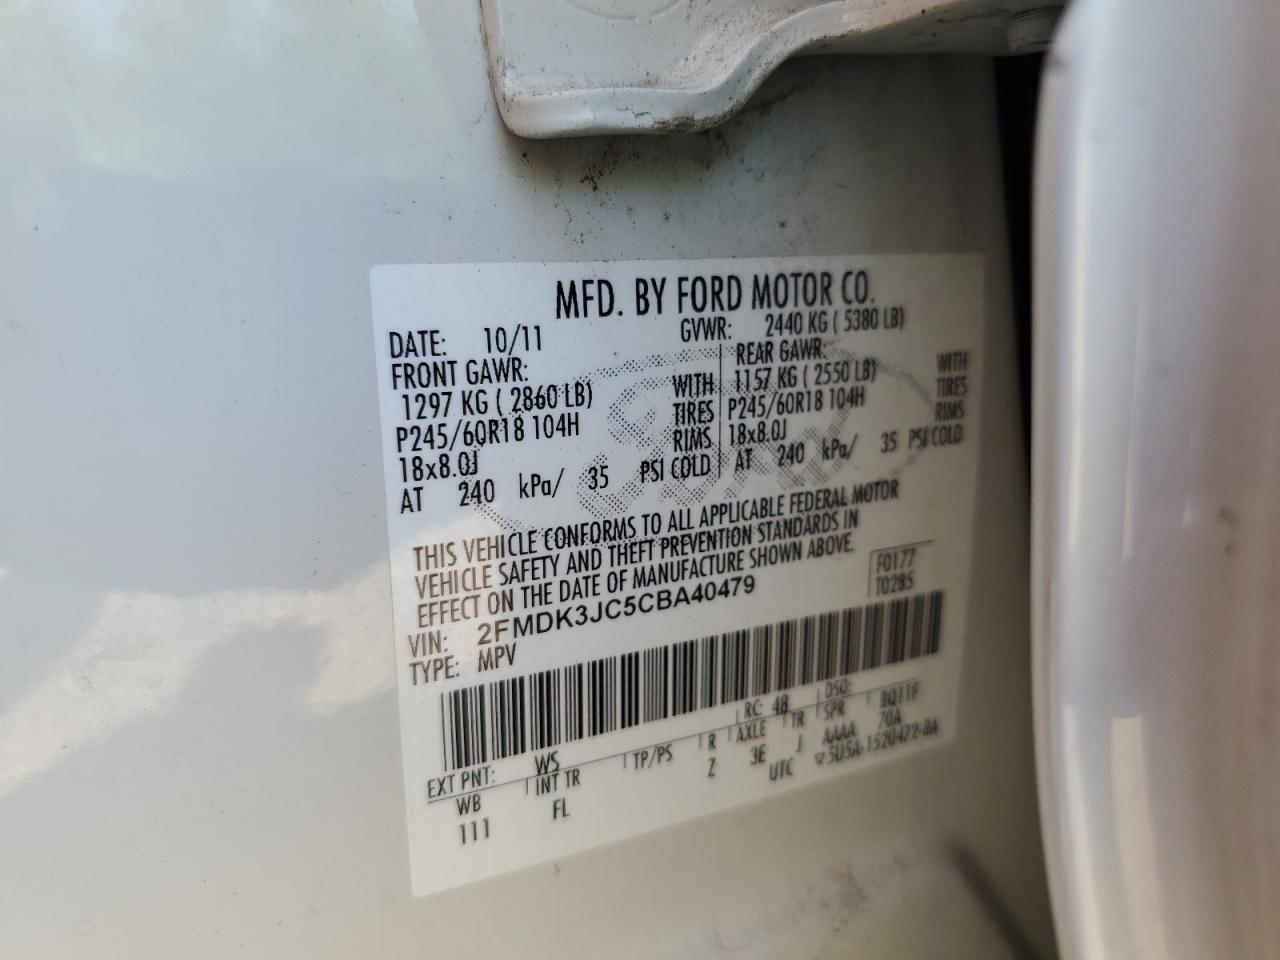 MFD. BY FORD MOTOR CO.
DATE: 10/11 GVWR: 2440 KG ( 5380 LB)
FRONT GAWR: REAR GAWR:
1297 KG ( 2860 LB) WITH 1157 KG ( 2550 LB) WITH
P245/60R18 104H TIRES P245/60R18 104H TIRES
18x8.0J RIMS 18x8.0J RIMS
AT 240 kPa/ 35 PSI COLD AT 240 kPa/ 35 PSI COLD
THIS VEHICLE CONFORMS TO ALL APPLICABLE FEDERAL MOTOR
VEHICLE SAFETY AND THEFT PREVENTION STANDARDS IN
EFFECT ON THE DATE OF MANUFACTURE SHOWN ABOVE.
F0177
T0285
VIN: 2FMDK3JC5CBA40479
TYPE: MPV
EXT PNT: WS RC: 48 DSO: BQ118
WB INT TR TP/PS R AXLE TR SPR
111 FL Z 3E J AAAA 70A
UTC 5U5A-1520472-BA